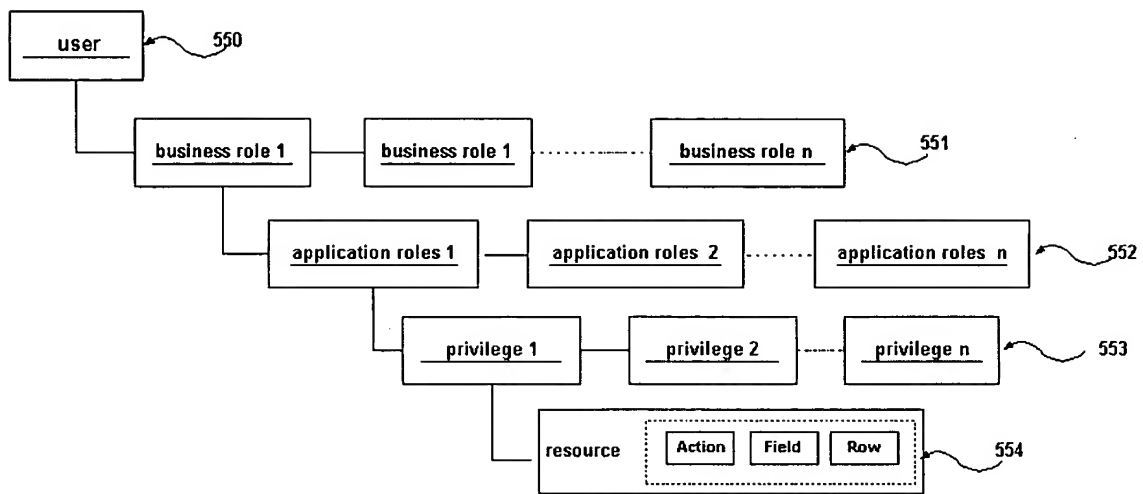 user
550
business role 1
business role 1
business role n
551
application roles 1
application roles 2
application roles n
552
privilege 1
privilege 2
privilege n
553
resource
Action
Field
Row
554